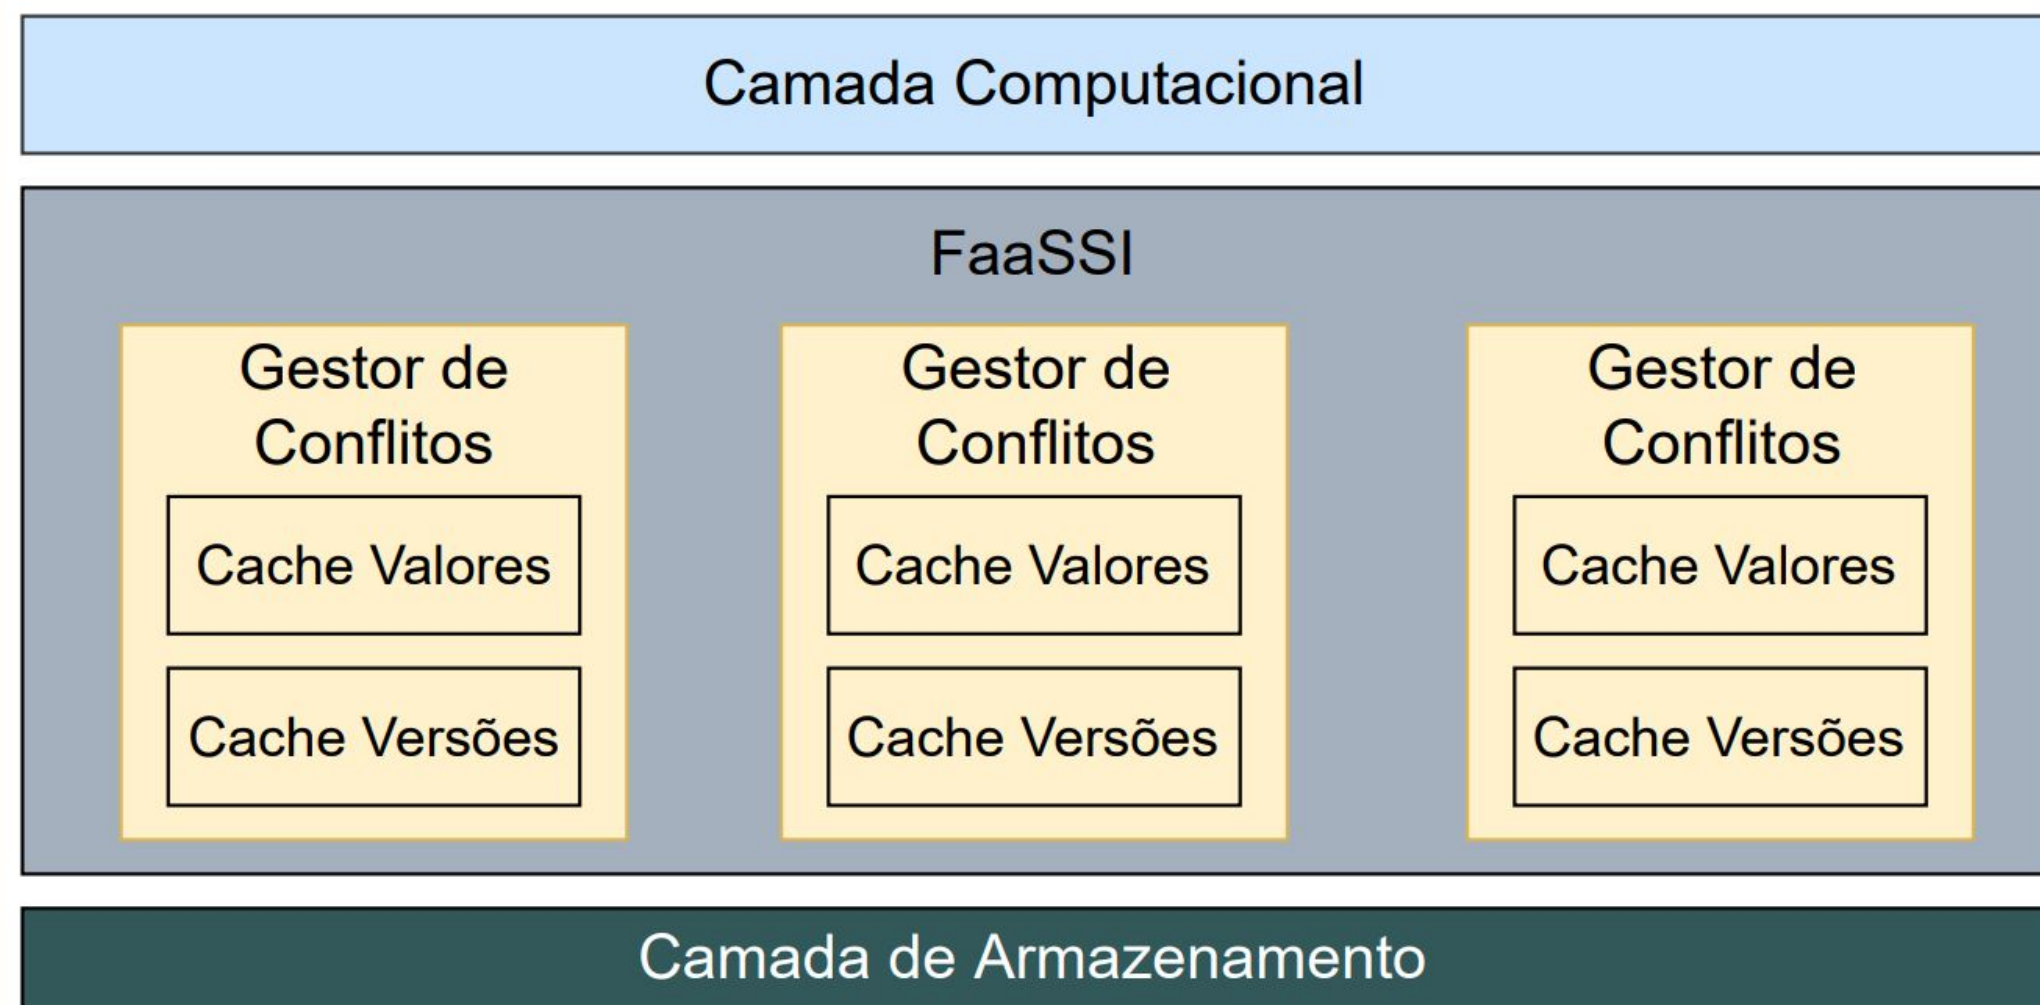 Camada Computacional
FaaSSI
Gestor de
Conflitos
Cache Valores
Cache Versões
Gestor de
Conflitos
Cache Valores
Cache Versões
Gestor de
Conflitos
Cache Valores
Cache Versões
Camada de Armazenamento